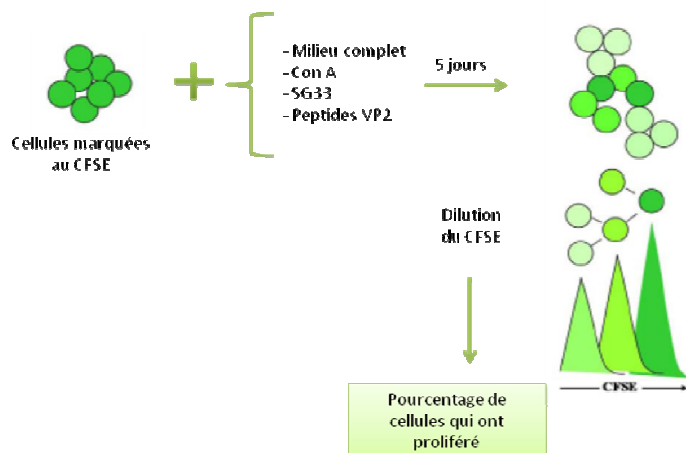 - Milieu complet
- Con A
- SG33
- Peptides VP2
5 jours
Cellules marquées
au CFSE
Dilution
du CFSE
CFSE
Pourcentage de
cellules qui ont
proliféré